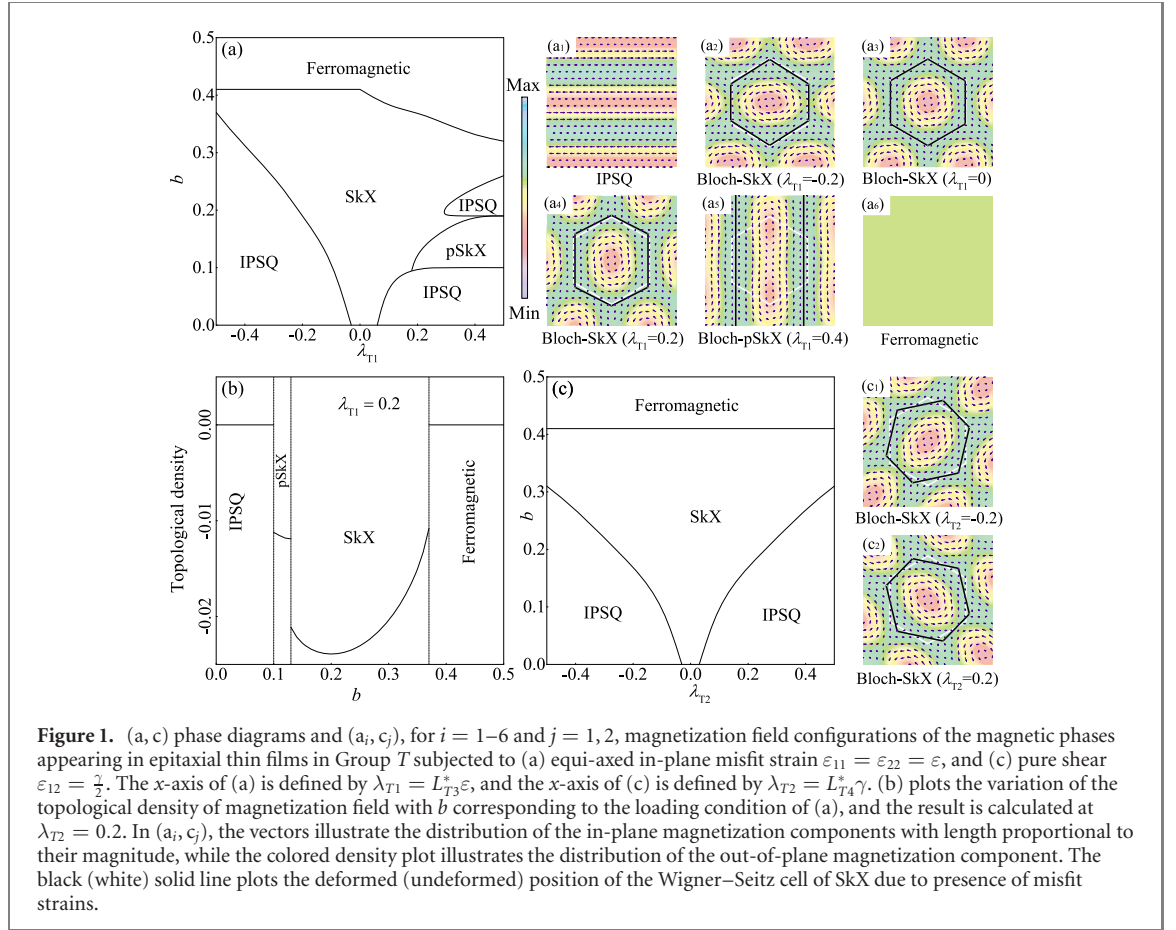 (a)
0.5
0.4
0.3
0.2
0.1
0.0
b
-0.4
-0.2
0.0
0.2
0.4
λT1
Ferromagnetic
SkX
IPSQ
pSkX
IPSQ
IPSQ
Max
Min
(a1)
IPSQ
(a2)
Bloch-SkX (λT1=-0.2)
(a3)
Bloch-SkX (λT1=0)
(a4)
Bloch-SkX (λT1=0.2)
(a5)
Bloch-pSkX (λT1=0.4)
(a6)
Ferromagnetic
(b)
λT1 = 0.2
Topological density
0.00
-0.01
-0.02
IPSQ
pSkX
SkX
Ferromagnetic
0.0
0.1
0.2
0.3
0.4
0.5
b
(c)
0.5
0.4
0.3
0.2
0.1
0.0
b
Ferromagnetic
SkX
IPSQ
IPSQ
-0.4
-0.2
0.0
0.2
0.4
λT2
(c1)
Bloch-SkX (λT2=-0.2)
(c2)
Bloch-SkX (λT2=0.2)
Figure 1. (a, c) phase diagrams and (ai, cj), for i = 1–6 and j = 1, 2, magnetization field configurations of the magnetic phases
appearing in epitaxial thin films in Group T subjected to (a) equi-axed in-plane misfit strain ε11 = ε22 = ε, and (c) pure shear
ε12 = γ/2. The x-axis of (a) is defined by λT1 = L*T3ε, and the x-axis of (c) is defined by λT2 = L*T4γ. (b) plots the variation of the
topological density of magnetization field with b corresponding to the loading condition of (a), and the result is calculated at
λT2 = 0.2. In (ai, cj), the vectors illustrate the distribution of the in-plane magnetization components with length proportional to
their magnitude, while the colored density plot illustrates the distribution of the out-of-plane magnetization component. The
black (white) solid line plots the deformed (undeformed) position of the Wigner–Seitz cell of SkX due to presence of misfit
strains.